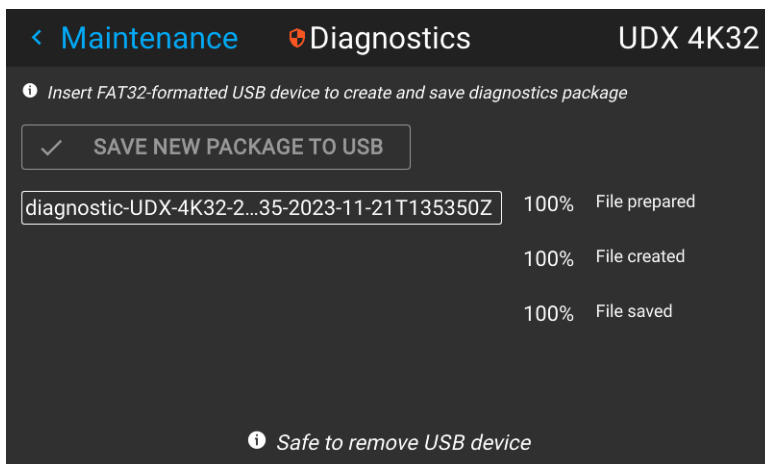 Maintenance Diagnostics UDX 4K32
Insert FAT32-formatted USB device to create and save diagnostics package
SAVE NEW PACKAGE TO USB
diagnostic-UDX-4K32-2...35-2023-11-21T135350Z 100% File prepared
100% File created
100% File saved
Safe to remove USB device